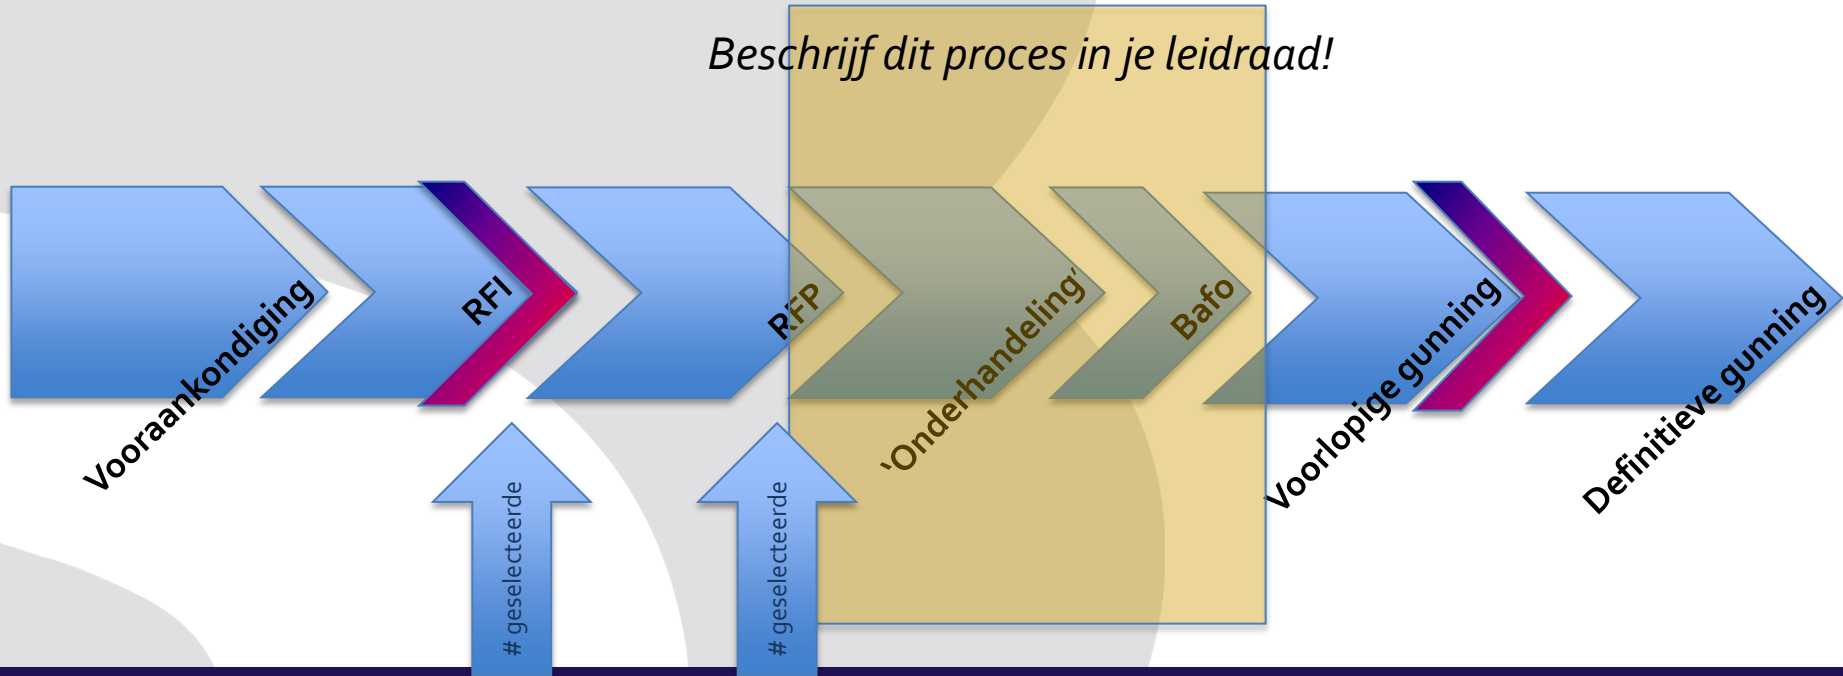 Beschrijf dit proces in je leidraad!
Vooraankondiging
RFI
RFP
‘Onderhandeling’
Bafo
Voorlopige gunning
Definitieve gunning
# geselecteerde
# geselecteerde